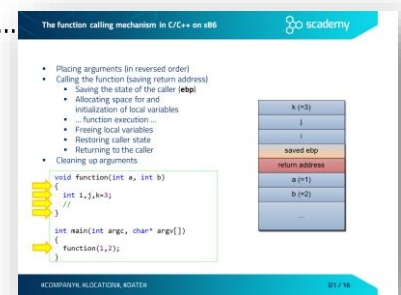 The function calling mechanism in C/C++ on x86
scademy
Placing arguments (in reversed order)
Calling the function (saving return address)
Saving the state of the caller (ebp)
Allocating space for and
initialization of local variables
... function execution ...
Freeing local variables
Restoring caller state
Returning to the caller
Cleaning up arguments
void function(int a, int b)
{
int i,j,k=3;
//
}
int main(int argc, char* argv[])
{
function(1,2);
}
k (=3)
j
i
saved ebp
return address
a (=1)
b (=2)
...
#COMPANY#, #LOCATION#, #DATE#
D1 / 16